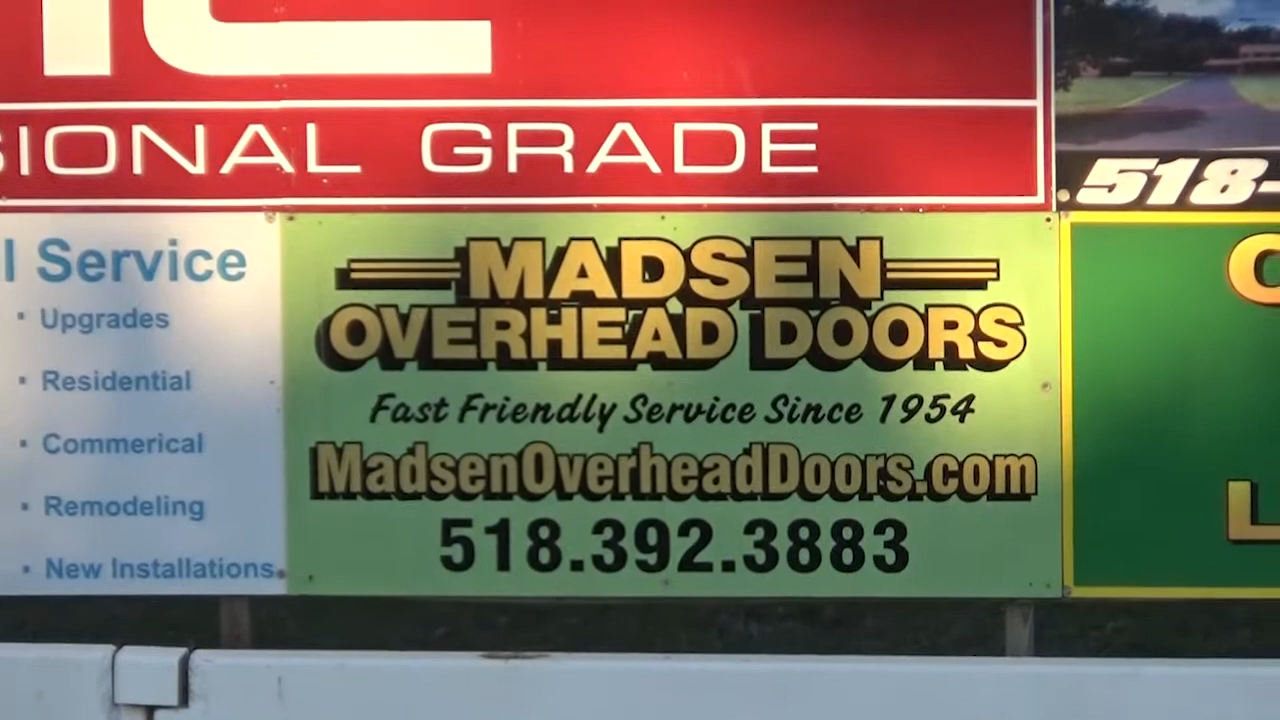 SIONAL GRADE
518-
l Service
· Upgrades
· Residential
· Commerical
· Remodeling
· New Installations
MADSEN
OVERHEAD DOORS
Fast Friendly Service Since 1954
MadsenOverheadDoors.com
518.392.3883
L